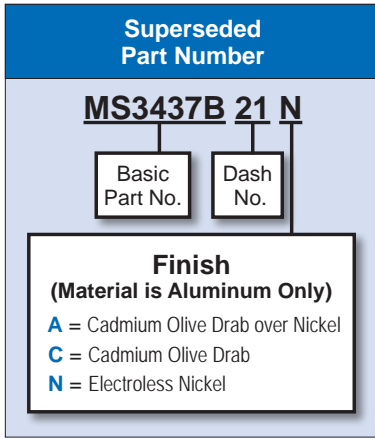 Superseded
Part Number
MS3437B 21 N
Basic
Part No.
Dash
No.
Finish
(Material is Aluminum Only)
A = Cadmium Olive Drab over Nickel
C = Cadmium Olive Drab
N = Electroless Nickel